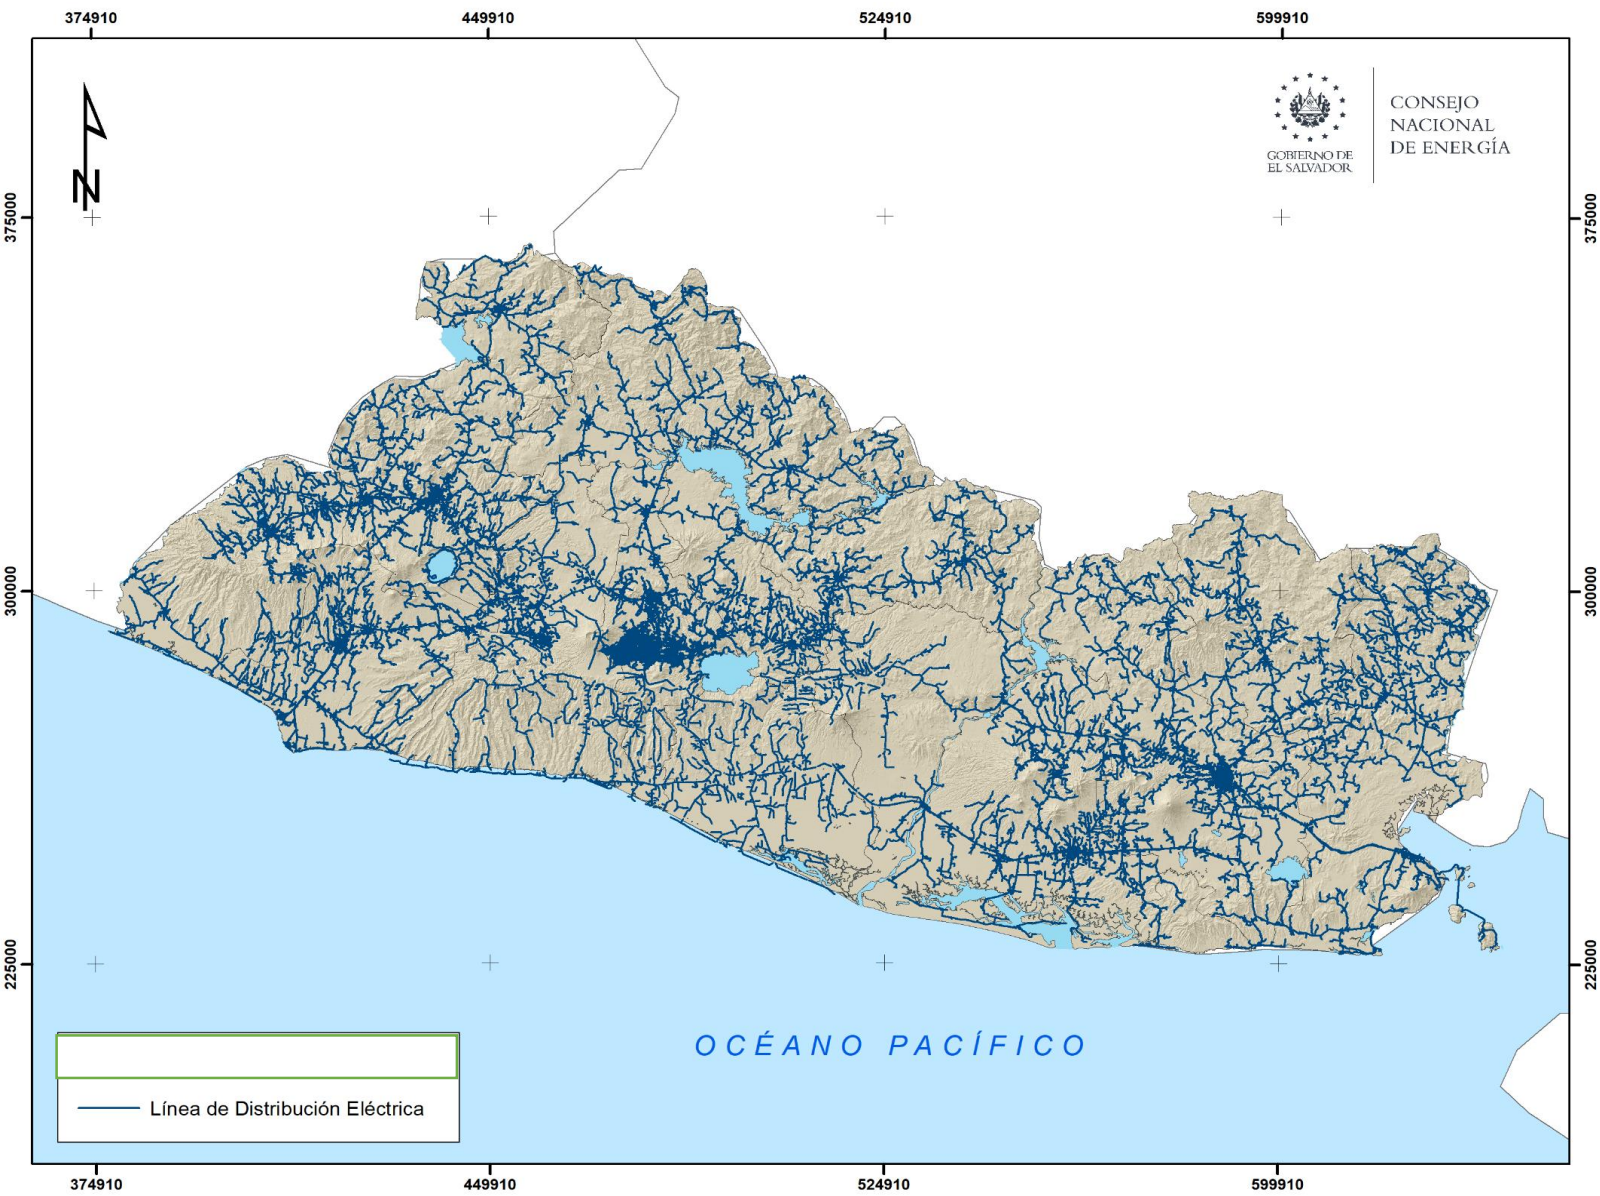 374910
449910
524910
599910
CONSEJO
NACIONAL
DE ENERGÍA
GOBIERNO DE
EL SALVADOR
N
375000
375000
300000
300000
225000
225000
OCÉANO PACÍFICO
Línea de Distribución Eléctrica
374910
449910
524910
599910